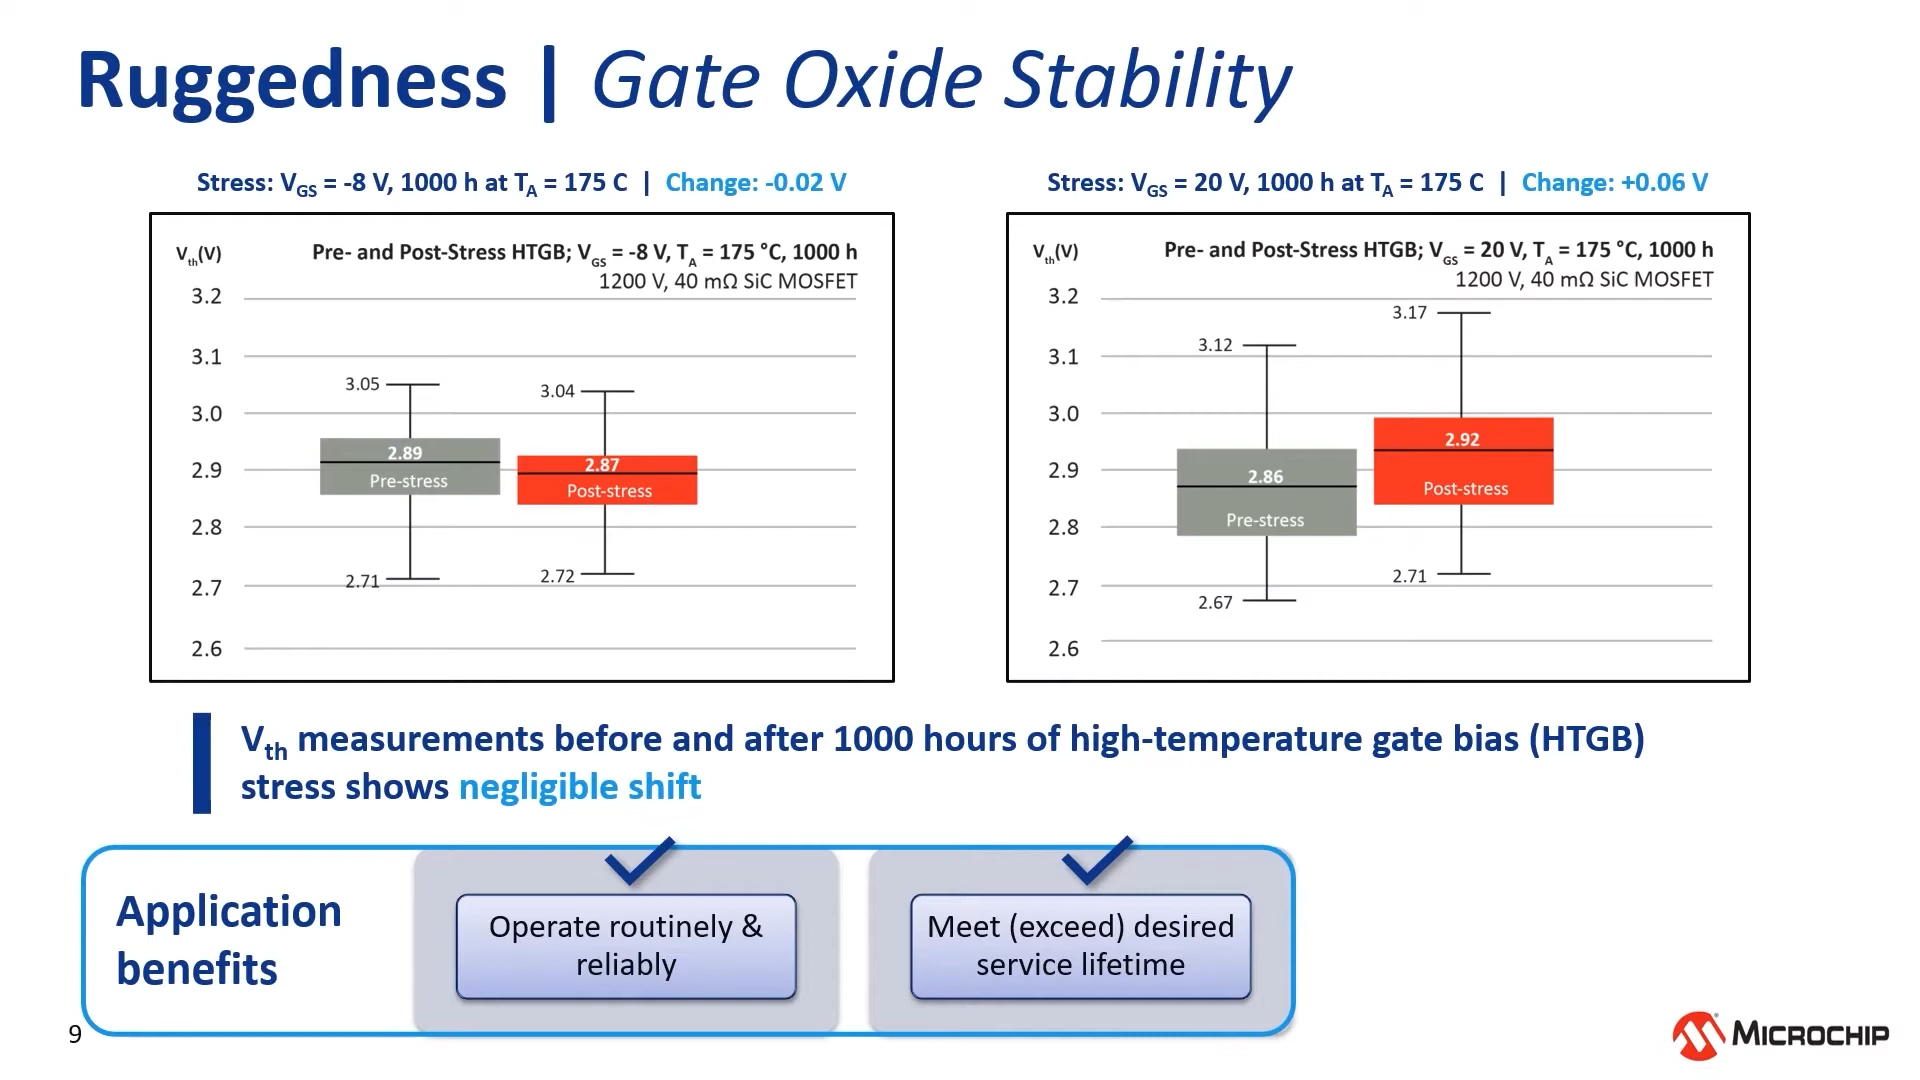 Ruggedness | Gate Oxide Stability
Stress: VGS = -8 V, 1000 h at TA = 175 C | Change: -0.02 V
Vth(V)
Pre- and Post-Stress HTGB; VGS = -8 V, TA = 175 °C, 1000 h
1200 V, 40 mΩ SiC MOSFET
3.2
3.1
3.0
2.9
2.8
2.7
2.6
3.05
2.89
Pre-stress
2.71
3.04
2.87
Post-stress
2.72
Stress: VGS = 20 V, 1000 h at TA = 175 C | Change: +0.06 V
Vth(V)
Pre- and Post-Stress HTGB; VGS = 20 V, TA = 175 °C, 1000 h
1200 V, 40 mΩ SiC MOSFET
3.2
3.1
3.0
2.9
2.8
2.7
2.6
3.12
2.86
Pre-stress
2.67
3.17
2.92
Post-stress
2.71
Vth measurements before and after 1000 hours of high-temperature gate bias (HTGB)
stress shows negligible shift
Application
benefits
Operate routinely &
reliably
Meet (exceed) desired
service lifetime
9
MICROCHIP